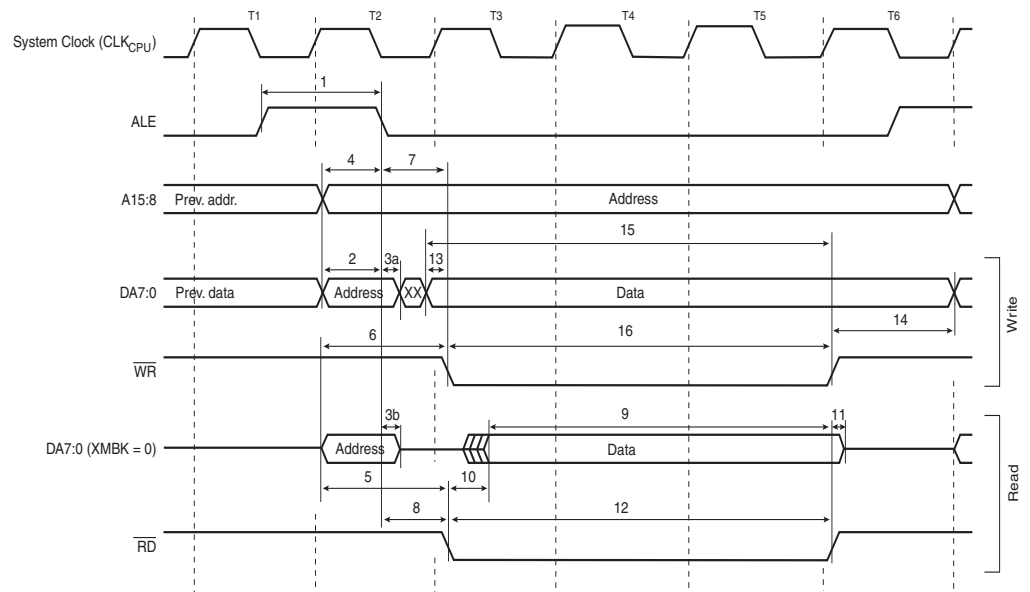 T1 T2 T3 T4 T5 T6
System Clock (CLKCPU)
1
ALE
4 7
A15:8 Prev. addr. Address
15
2 3a 13
DA7:0 Prev. data Address XX Data
14
6 16
WR
Write
3b 9 11
DA7:0 (XMBK = 0) Address Data
5 10
8 12
RD
Read